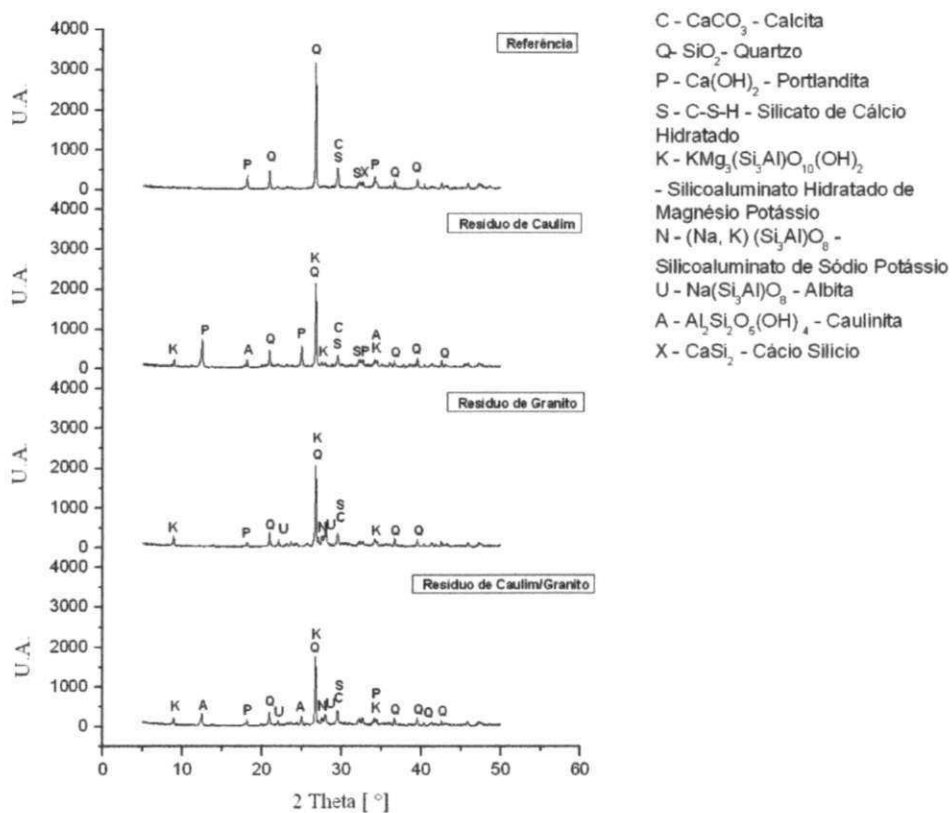 4000
3000
2000
1000
0
U.A.
Referência
Q
P
Q
C
S
SX
P
Q
Q
4000
3000
2000
1000
0
U.A.
Resíduo de Caulim
K
Q
K
P
A
Q
P
K
C
S
SP
A
K
Q
Q
Q
4000
3000
2000
1000
0
U.A.
Resíduo de Granito
K
Q
K
P
Q
U
N
U
S
C
K
Q
Q
4000
3000
2000
1000
0
U.A.
Resíduo de Caulim/Granito
K
Q
K
A
P
Q
U
A
N
U
S
C
P
K
Q
Q
Q
Q
0 10 20 30 40 50 60
2 Theta [ °]
C - CaCO₃ - Calcita
Q- SiO₂- Quartzo
P - Ca(OH)₂ - Portlandita
S - C-S-H - Silicato de Cálcio
Hidratado
K - KMg₃(Si₃Al)O₁₀(OH)₂
- Silicoaluminato Hidratado de
Magnésio Potássio
N - (Na, K) (Si₃Al)O₈ -
Silicoaluminato de Sódio Potássio
U - Na(Si₃Al)O₈ - Albita
A - Al₂Si₂O₅(OH) ₄ - Caulinita
X - CaSi₂ - Cácio Silício